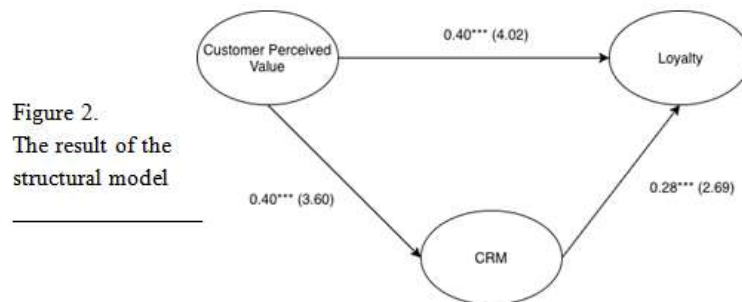 Figure 2.
The result of the
structural model
Customer Perceived
Value
0.40*** (4.02)
Loyalty
0.40*** (3.60)
0.28*** (2.69)
CRM